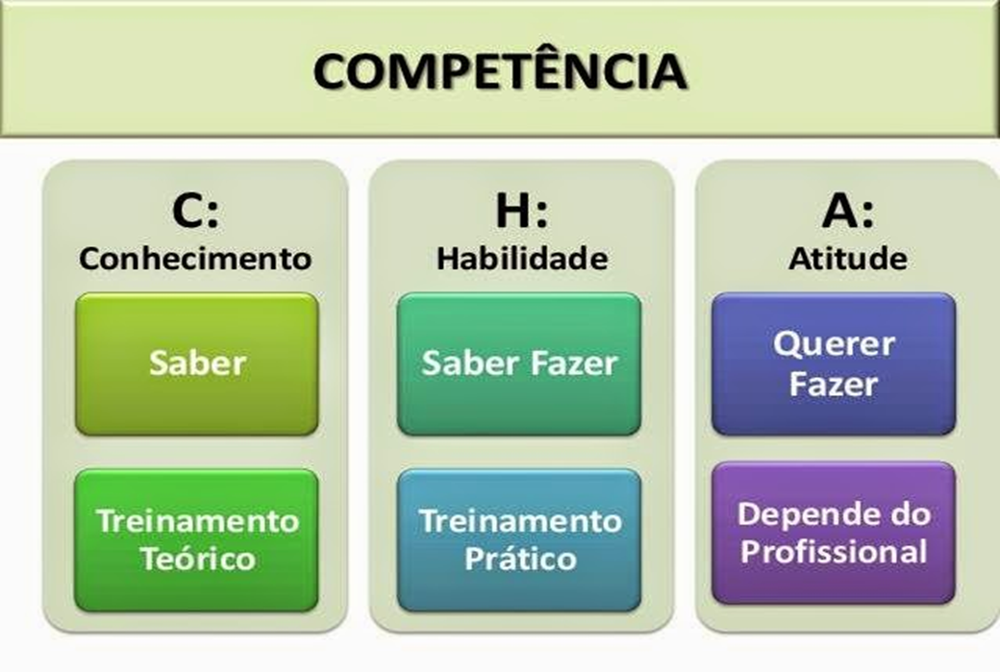 COMPETÊNCIA
C:
Conhecimento
Saber
Treinamento
Teórico
H:
Habilidade
Saber Fazer
Treinamento
Prático
A:
Atitude
Querer
Fazer
Depende do
Profissional